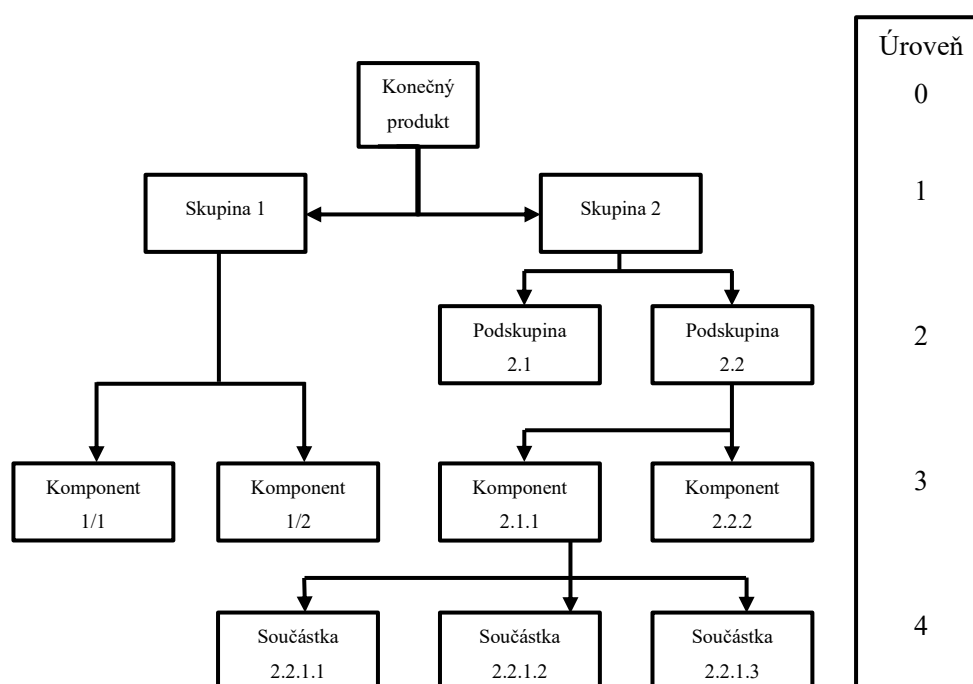 Úroveň
Konečný
produkt
0
Skupina 1
Skupina 2
1
Podskupina
2.1
Podskupina
2.2
2
Komponent
1/1
Komponent
1/2
Komponent
2.1.1
Komponent
2.2.2
3
Součástka
2.2.1.1
Součástka
2.2.1.2
Součástka
2.2.1.3
4